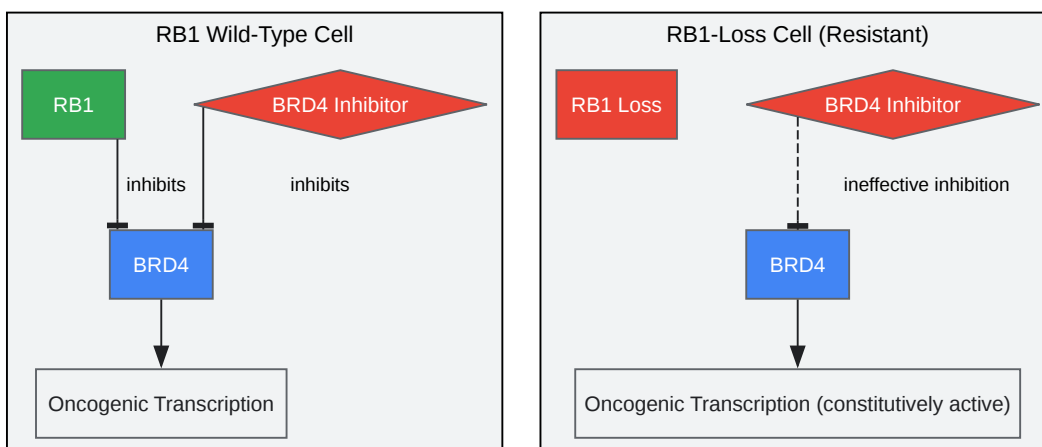 RB1 Wild-Type Cell
RB1
BRD4 Inhibitor
inhibits
inhibits
BRD4
Oncogenic Transcription
RB1-Loss Cell (Resistant)
RB1 Loss
BRD4 Inhibitor
ineffective inhibition
BRD4
Oncogenic Transcription (constitutively active)